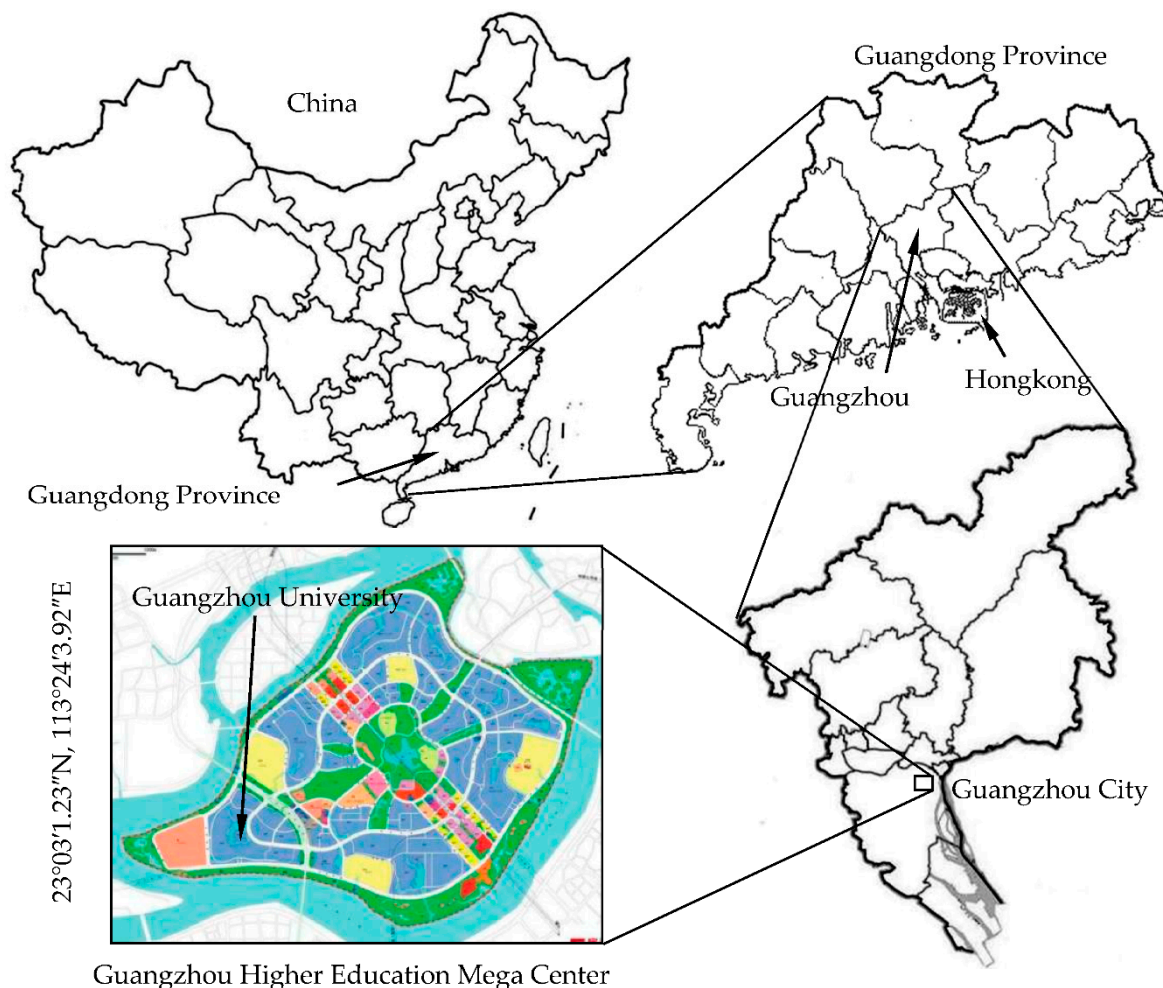 China
Guangdong Province
Guangdong Province
Guangzhou
Hongkong
Guangzhou University
23°03′1.23″N, 113°24′3.92″E
Guangzhou City
Guangzhou Higher Education Mega Center